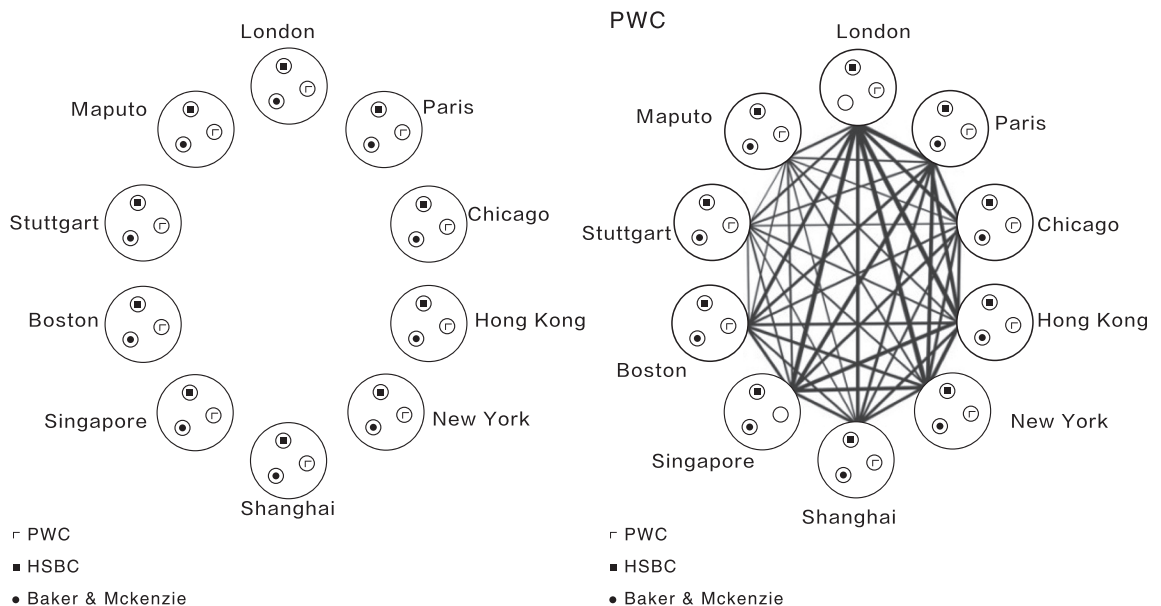 London
Maputo
Paris
Stuttgart
Chicago
Boston
Hong Kong
Singapore
New York
Shanghai
PWC
HSBC
Baker & Mckenzie
PWC
London
Maputo
Paris
Stuttgart
Chicago
Hong Kong
Boston
New York
Singapore
Shanghai
PWC
HSBC
Baker & Mckenzie